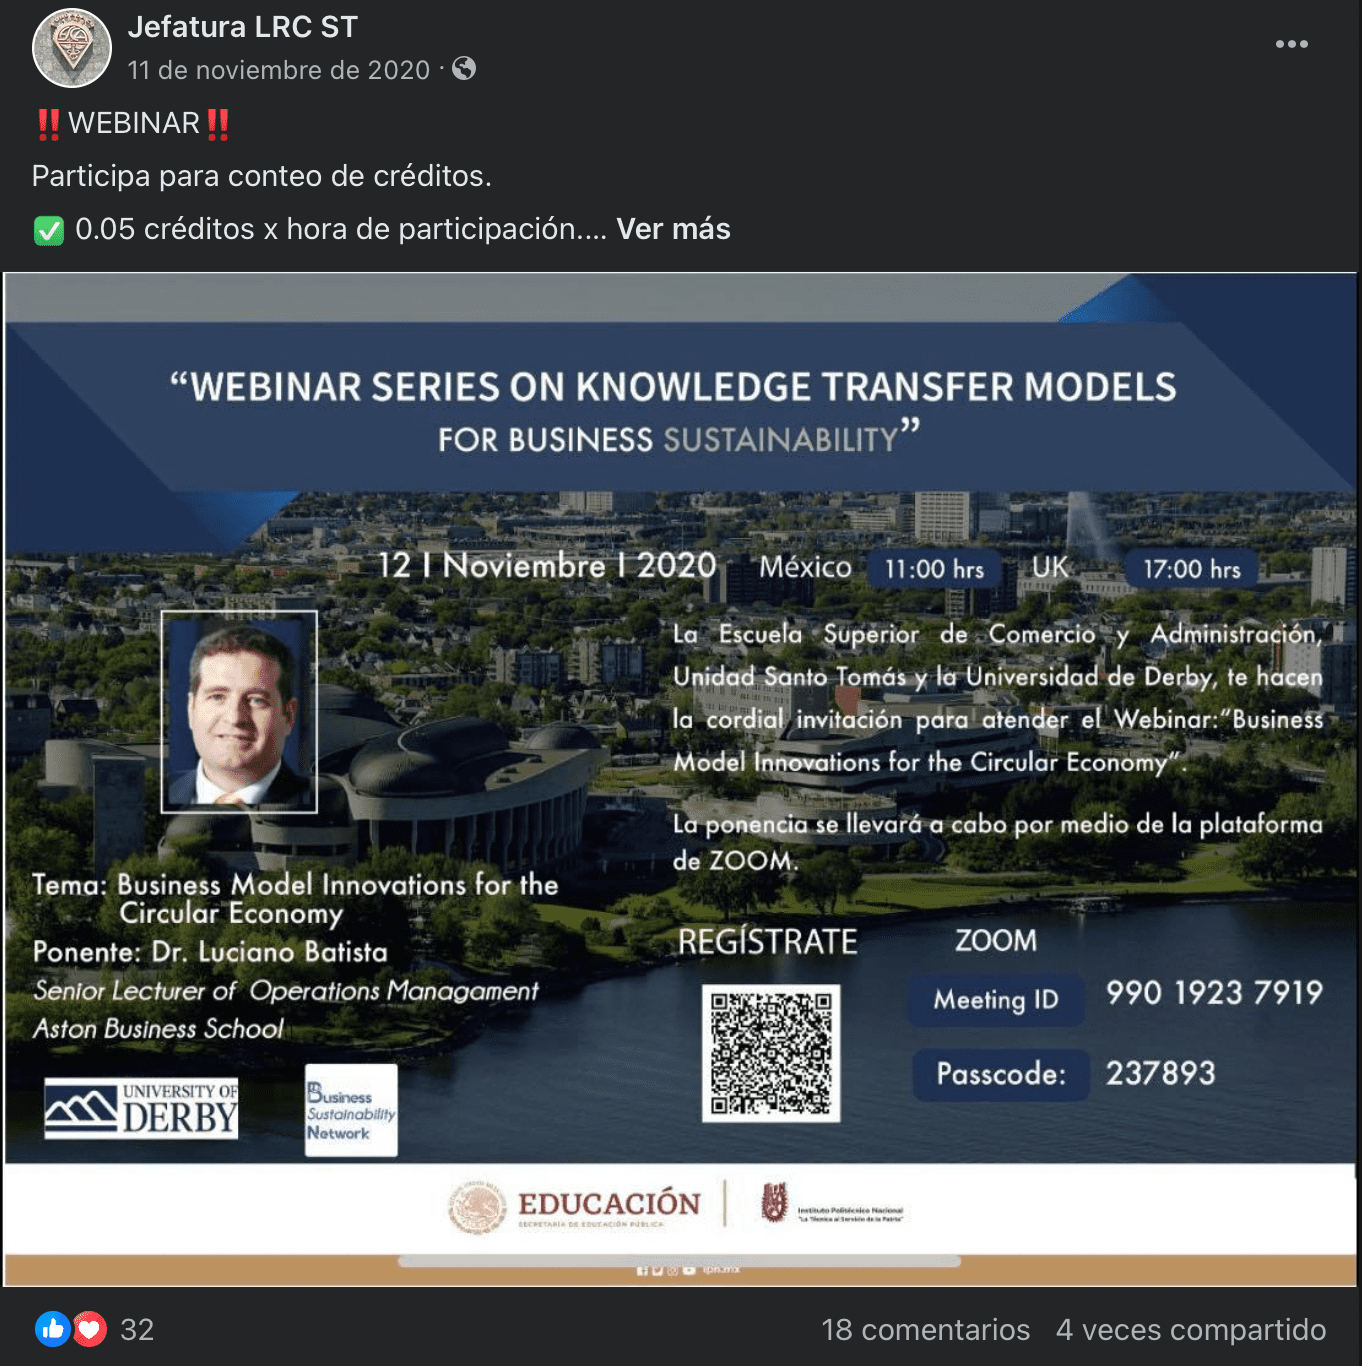 Jefatura LRC ST
11 de noviembre de 2020 ·
‼️WEBINAR‼️
Participa para conteo de créditos.
✅ 0.05 créditos x hora de participación.... Ver más
“WEBINAR SERIES ON KNOWLEDGE TRANSFER MODELS
FOR BUSINESS SUSTAINABILITY”
12 I Noviembre I 2020 México 11:00 hrs UK 17:00 hrs
La Escuela Superior de Comercio y Administración,
Unidad Santo Tomás y la Universidad de Derby, te hacen
la cordial invitación para atender el Webinar:“Business
Model Innovations for the Circular Economy”.
La ponencia se llevará a cabo por medio de la plataforma
de ZOOM.
Tema: Business Model Innovations for the
Circular Economy
Ponente: Dr. Luciano Batista
Senior Lecturer of Operations Managament
Aston Business School
REGÍSTRATE
ZOOM
Meeting ID 990 1923 7919
Passcode: 237893
UNIVERSITY OF
DERBY
Business
Sustainability
Network
EDUCACIÓN
SECRETARÍA DE EDUCACIÓN PÚBLICA
Instituto Politécnico Nacional
"La Técnica al Servicio de la Patria"
ipn.mx
32
18 comentarios 4 veces compartido